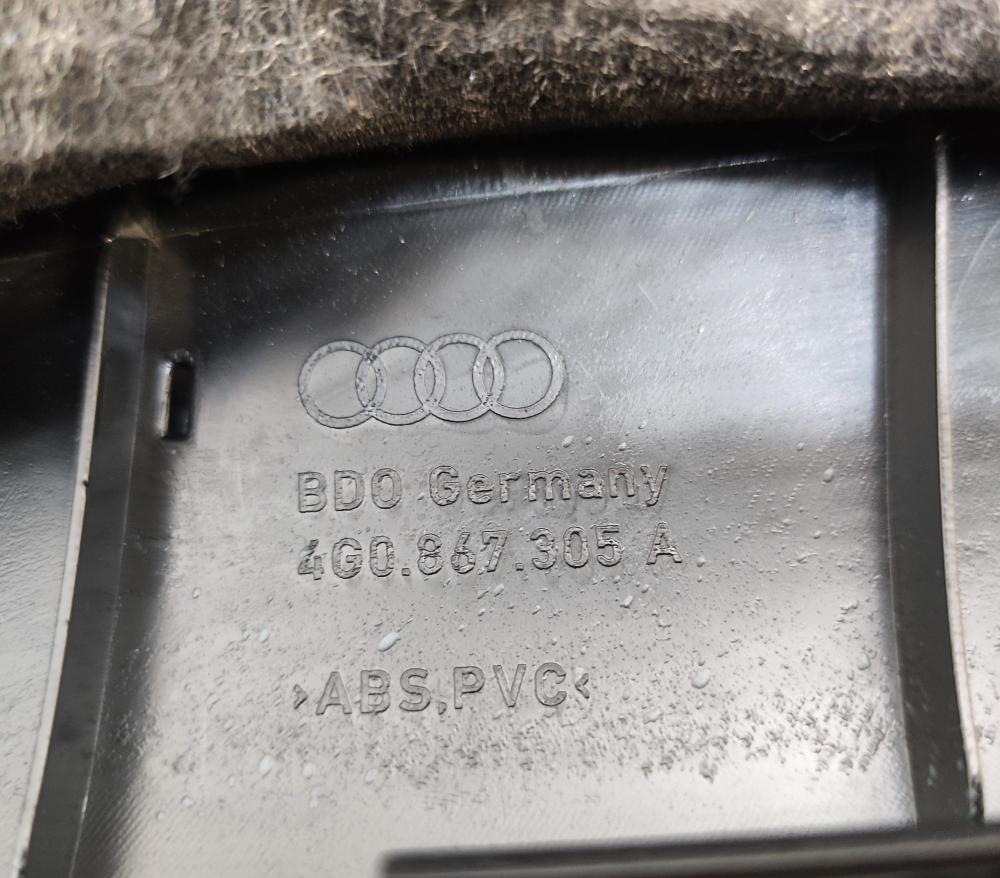 BDO Germany
4G0.867.305 A
>ABS,PVC<